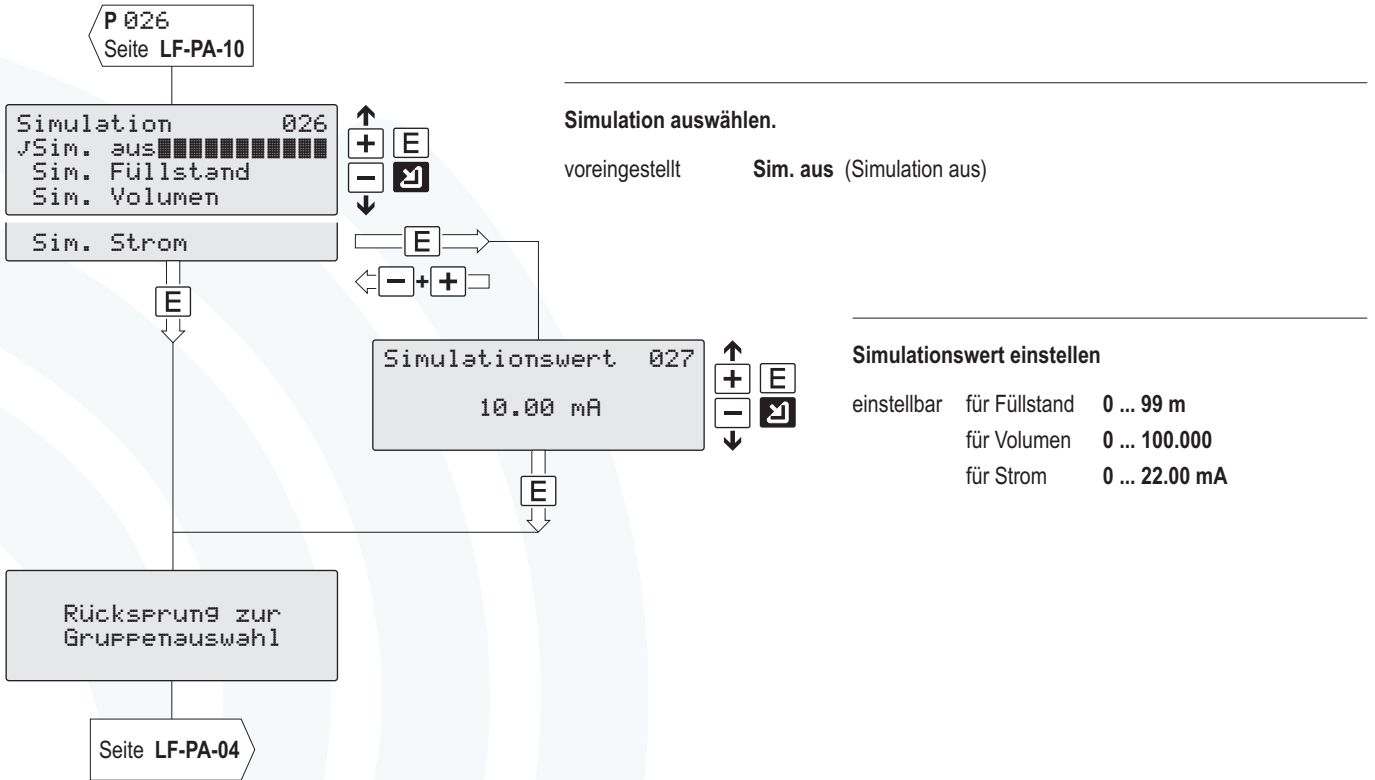 P 026
Seite LF-PA-10
Simulation 026
Sim. aus
Sim. Füllstand
Sim. Volumen
Sim. Strom
+ E
−
E
− + +
E
Simulation auswählen.
voreingestellt Sim. aus (Simulation aus)
Simulationswert 027
10.00 mA
+ E
−
E
Simulationswert einstellen
einstellbar für Füllstand 0 ... 99 m
für Volumen 0 ... 100.000
für Strom 0 ... 22.00 mA
Rücksprung zur
Gruppenauswahl
Seite LF-PA-04